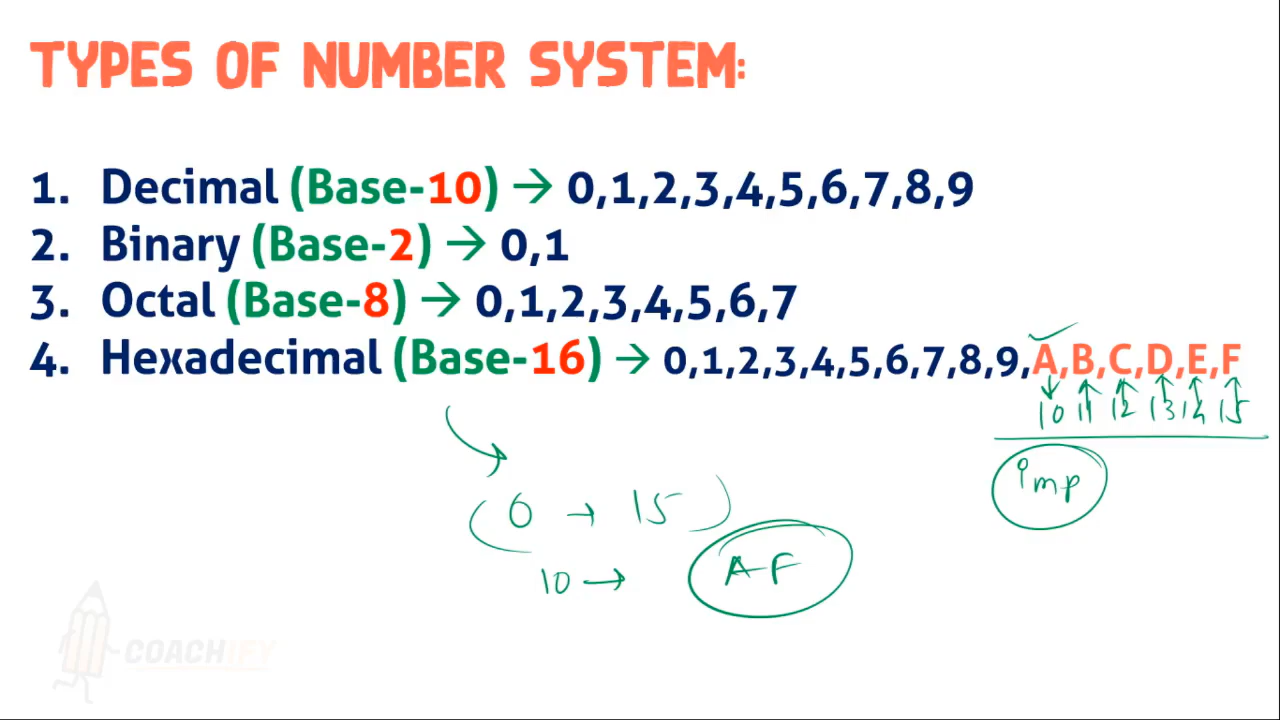 TYPES OF NUMBER SYSTEM:
1. Decimal (Base-10) → 0,1,2,3,4,5,6,7,8,9
2. Binary (Base-2) → 0,1
3. Octal (Base-8) → 0,1,2,3,4,5,6,7
4. Hexadecimal (Base-16) → 0,1,2,3,4,5,6,7,8,9,A,B,C,D,E,F
10 11 12 13 14 15
imp
(0 → 15)
10 → AF
COACHIFY